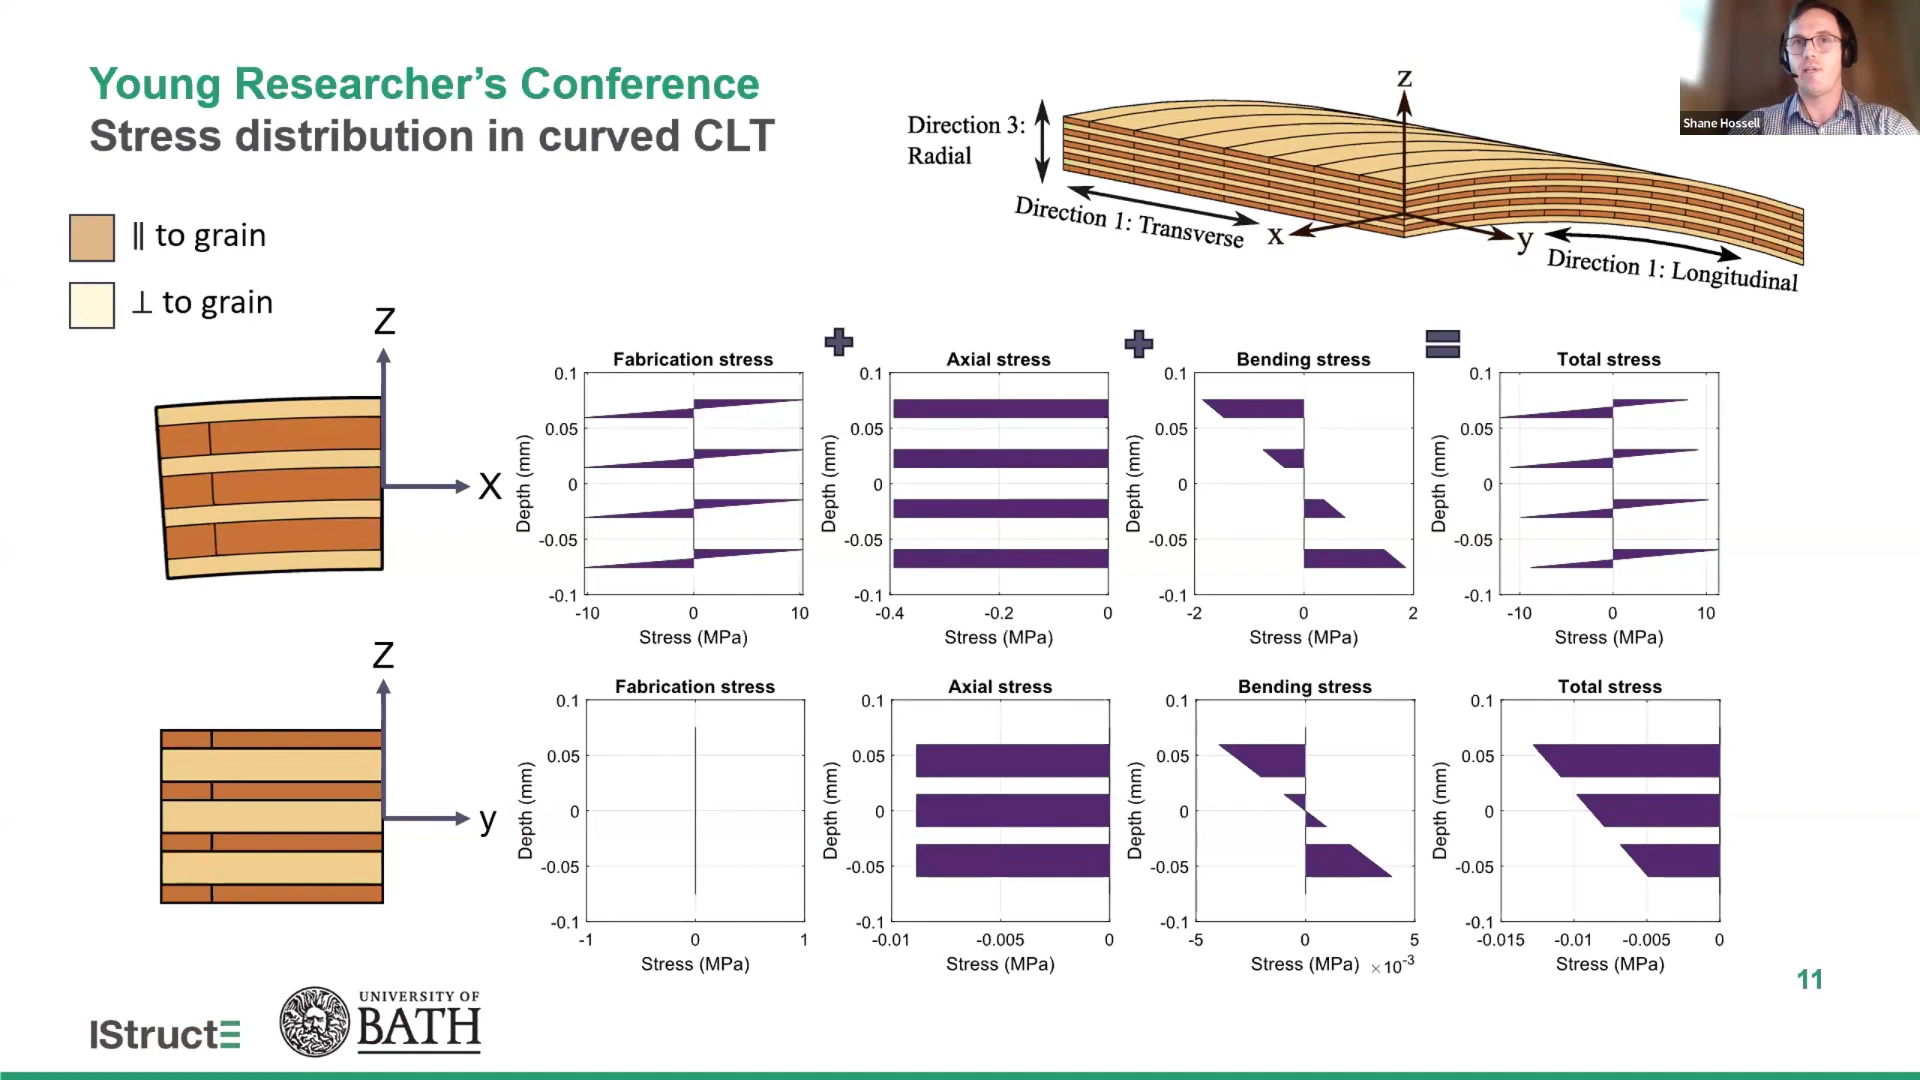 Young Researcher's Conference
Stress distribution in curved CLT
Shane Hossell
Direction 3:
Radial
z
Direction 1: Transverse
x
y
Direction 1: Longitudinal
∥ to grain
⊥ to grain
Z
X
Fabrication stress
0.1
0.05
0
-0.05
-0.1
-10 0 10
Depth (mm)
Stress (MPa)
Axial stress
0.1
0.05
0
-0.05
-0.1
-0.4 -0.2 0
Depth (mm)
Stress (MPa)
Bending stress
0.1
0.05
0
-0.05
-0.1
-2 0 2
Depth (mm)
Stress (MPa)
Total stress
0.1
0.05
0
-0.05
-0.1
-10 0 10
Depth (mm)
Stress (MPa)
Z
y
Fabrication stress
0.1
0.05
0
-0.05
-0.1
-1 0 1
Depth (mm)
Stress (MPa)
Axial stress
0.1
0.05
0
-0.05
-0.1
-0.01 -0.005 0
Depth (mm)
Stress (MPa)
Bending stress
0.1
0.05
0
-0.05
-0.1
-5 0 5
Depth (mm)
Stress (MPa) ×10⁻³
Total stress
0.1
0.05
0
-0.05
-0.1
-0.015 -0.01 -0.005 0
Depth (mm)
Stress (MPa)
11
IStructE
UNIVERSITY OF
BATH